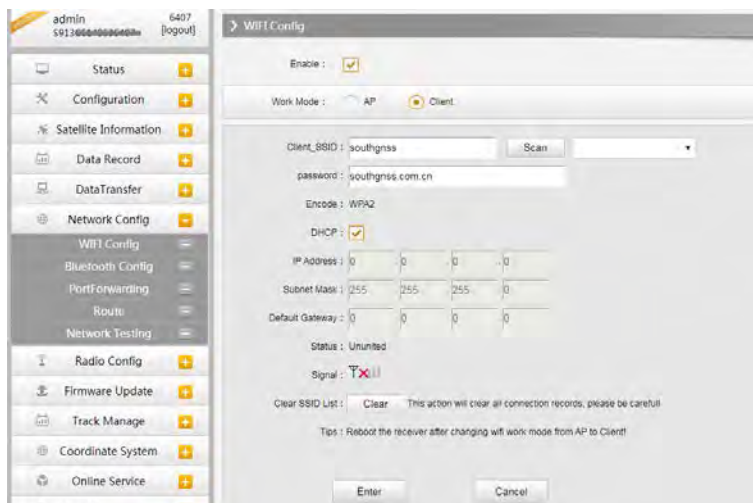 admin 6407
[logout]
Status
Configuration
Satellite Information
Data Record
DataTransfer
Network Config
WIFI Config
Bluetooth Config
PortForwarding
Route
Network Testing
Radio Config
Firmware Update
Track Manage
Coordinate System
Online Service
WIFI Config
Enable :
Work Mode : AP Client
Client_SSID : southgnss Scan
password : southgnss.com.cn
Encode : WPA2
DHCP :
IP Address : 0 . 0 . 0 . 0
Subnet Mask : 255 255 255 0
Default Gateway : 0 0 0 0
Status : Ununited
Signal :
Clear SSID List : Clear This action will clear all connection records, please be careful!
Tips : Reboot the receiver after changing wifi work mode from AP to Client!
Enter Cancel